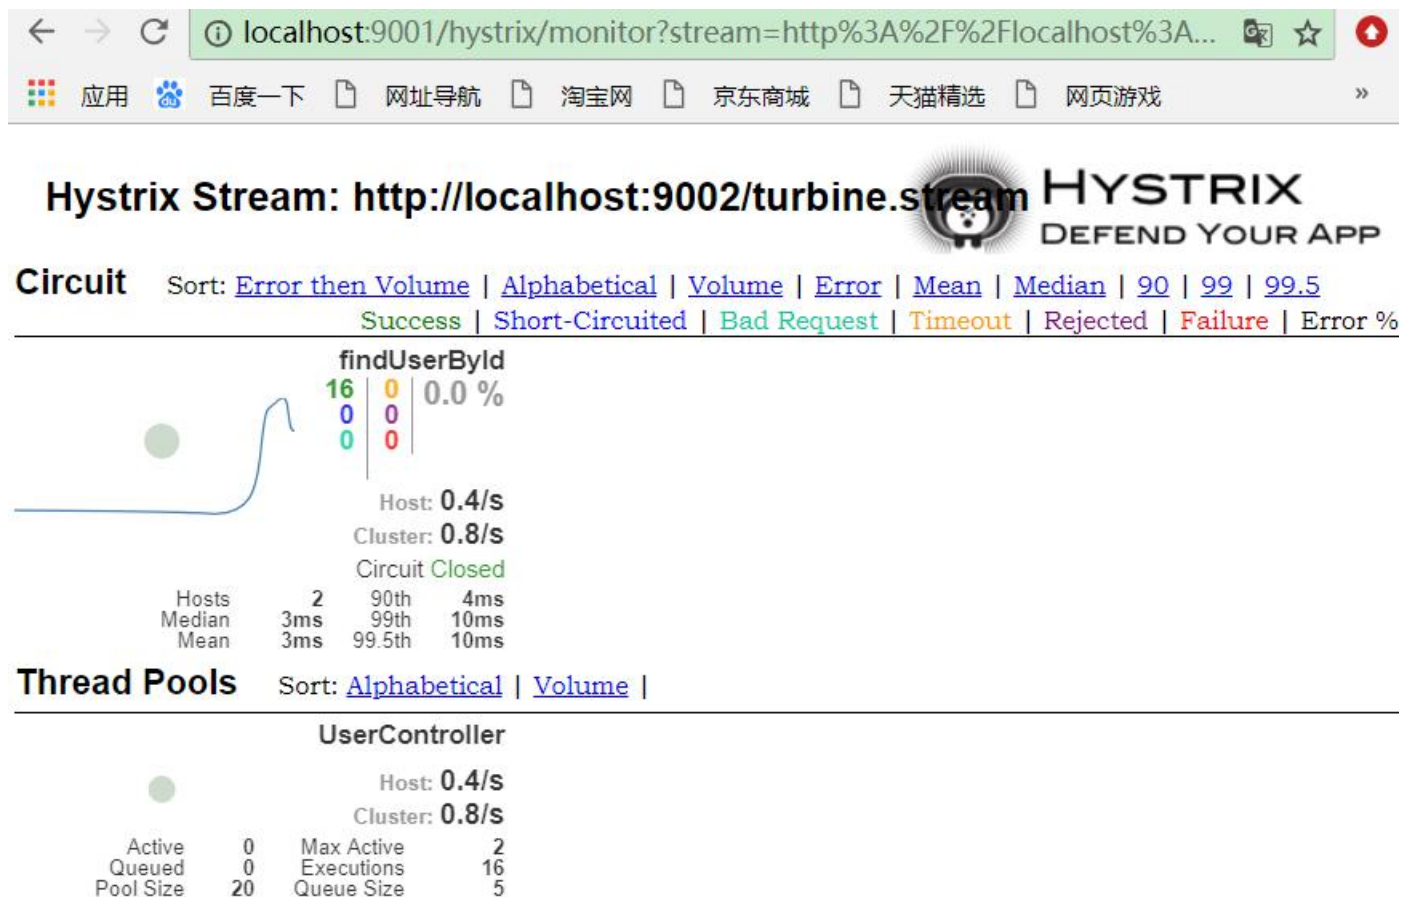 localhost:9001/hystrix/monitor?stream=http%3A%2F%2Flocalhost%3A...
应用 百度一下 网址导航 淘宝网 京东商城 天猫精选 网页游戏 »
Hystrix Stream: http://localhost:9002/turbine.stream
HYSTRIX
DEFEND YOUR APP
Circuit Sort: Error then Volume | Alphabetical | Volume | Error | Mean | Median | 90 | 99 | 99.5
Success | Short-Circuited | Bad Request | Timeout | Rejected | Failure | Error %
findUserById
16 | 0 | 0.0 %
0 | 0
0 | 0
Host: 0.4/s
Cluster: 0.8/s
Circuit Closed
Hosts 2 90th 4ms
Median 3ms 99th 10ms
Mean 3ms 99.5th 10ms
Thread Pools Sort: Alphabetical | Volume |
UserController
Host: 0.4/s
Cluster: 0.8/s
Active 0 Max Active 2
Queued 0 Executions 16
Pool Size 20 Queue Size 5